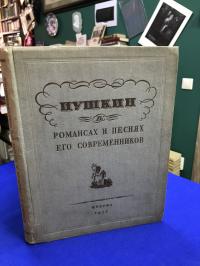 ПУШКИН
В
РОМАНСАХ И ПЕСНЯХ
ЕГО СОВРЕМЕННИКОВ
МОСКВА